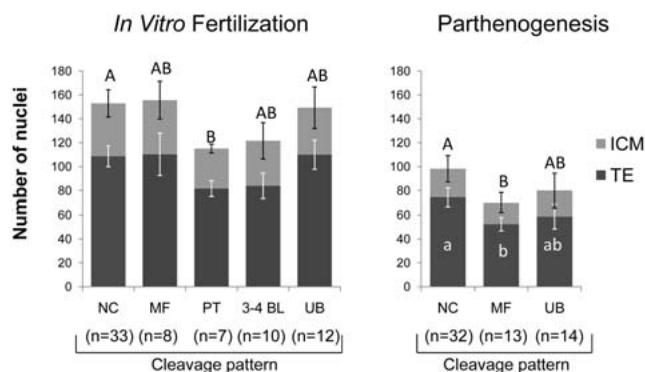 In Vitro Fertilization
Parthenogenesis
Number of nuclei
180
160
140
120
100
80
60
40
20
0
A
AB
B
AB
AB
NC
MF
PT
3-4 BL
UB
(n=33)
(n=8)
(n=7)
(n=10)
(n=12)
Cleavage pattern
180
160
140
120
100
80
60
40
20
0
A
B
AB
a
b
ab
NC
MF
UB
(n=32)
(n=13)
(n=14)
Cleavage pattern
ICM
TE